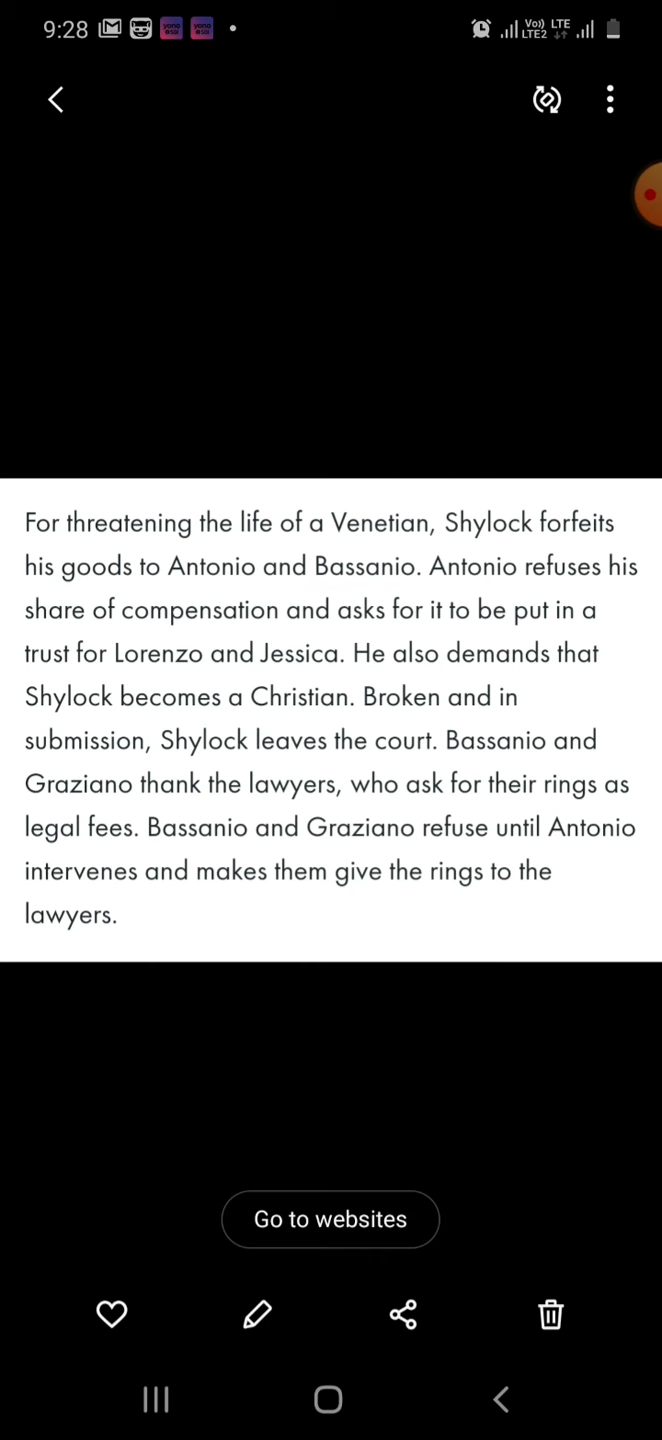 9:28
Vo)) LTE
LTE2
For threatening the life of a Venetian, Shylock forfeits
his goods to Antonio and Bassanio. Antonio refuses his
share of compensation and asks for it to be put in a
trust for Lorenzo and Jessica. He also demands that
Shylock becomes a Christian. Broken and in
submission, Shylock leaves the court. Bassanio and
Graziano thank the lawyers, who ask for their rings as
legal fees. Bassanio and Graziano refuse until Antonio
intervenes and makes them give the rings to the
lawyers.
Go to websites